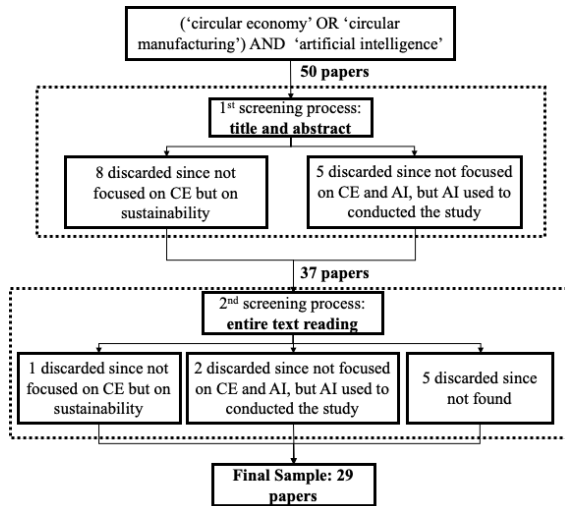 (‘circular economy’ OR ‘circular
manufacturing’) AND ‘artificial intelligence’
50 papers
1st screening process:
title and abstract
8 discarded since not
focused on CE but on
sustainability
5 discarded since not focused
on CE and AI, but AI used to
conducted the study
37 papers
2nd screening process:
entire text reading
1 discarded since not
focused on CE but on
sustainability
2 discarded since not focused
on CE and AI, but AI used to
conducted the study
5 discarded since
not found
Final Sample: 29
papers